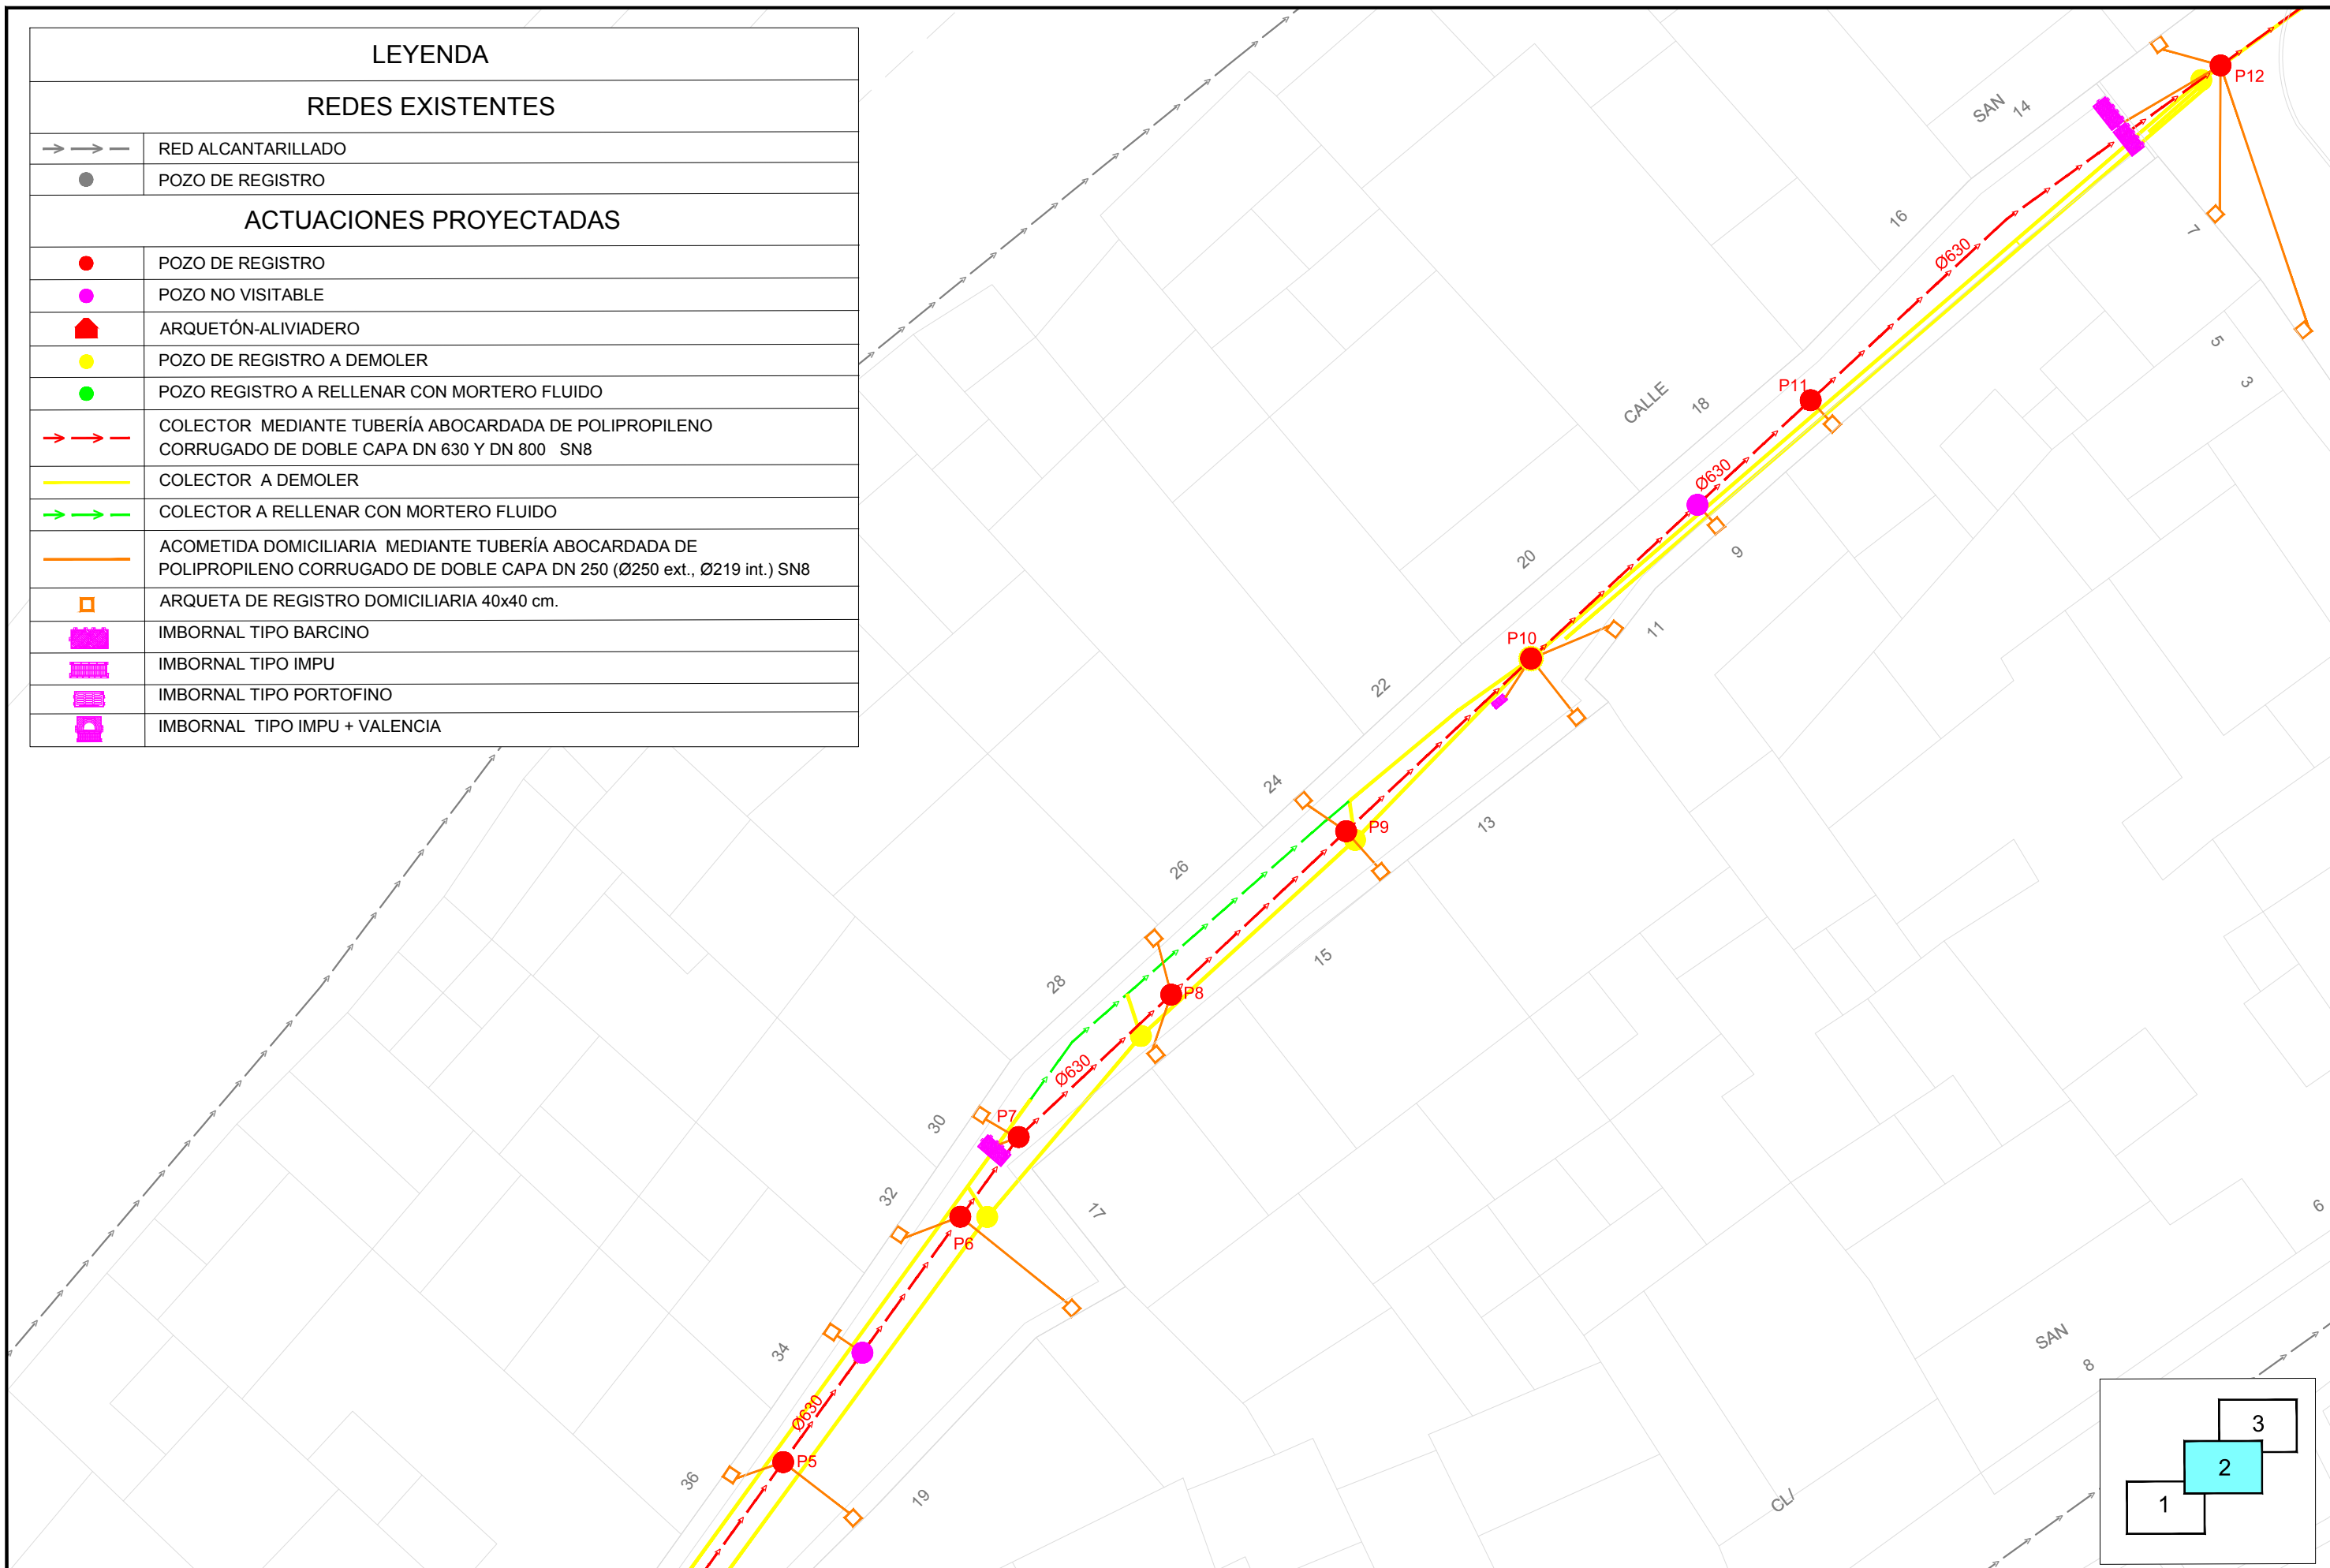 LEYENDA
REDES EXISTENTES
RED ALCANTARILLADO
POZO DE REGISTRO
ACTUACIONES PROYECTADAS
POZO DE REGISTRO
POZO NO VISITABLE
ARQUETÓN-ALIVIADERO
POZO DE REGISTRO A DEMOLER
POZO REGISTRO A RELLENAR CON MORTERO FLUIDO
COLECTOR MEDIANTE TUBERÍA ABOCARDADA DE POLIPROPILENO
CORRUGADO DE DOBLE CAPA DN 630 Y DN 800 SN8
COLECTOR A DEMOLER
COLECTOR A RELLENAR CON MORTERO FLUIDO
ACOMETIDA DOMICILIARIA MEDIANTE TUBERÍA ABOCARDADA DE
POLIPROPILENO CORRUGADO DE DOBLE CAPA DN 250 (Ø250 ext., Ø219 int.) SN8
ARQUETA DE REGISTRO DOMICILIARIA 40x40 cm.
IMBORNAL TIPO BARCINO
IMBORNAL TIPO IMPU
IMBORNAL TIPO PORTOFINO
IMBORNAL TIPO IMPU + VALENCIA
P12
SAN
14
16
7
Ø630
5
3
P11
CALLE
18
Ø630
9
20
11
P10
22
24
13
P9
26
15
28
P8
Ø630
30
P7
32
17
P6
34
Ø630
P5
36
19
6
SAN
8
CL/
3
2
1